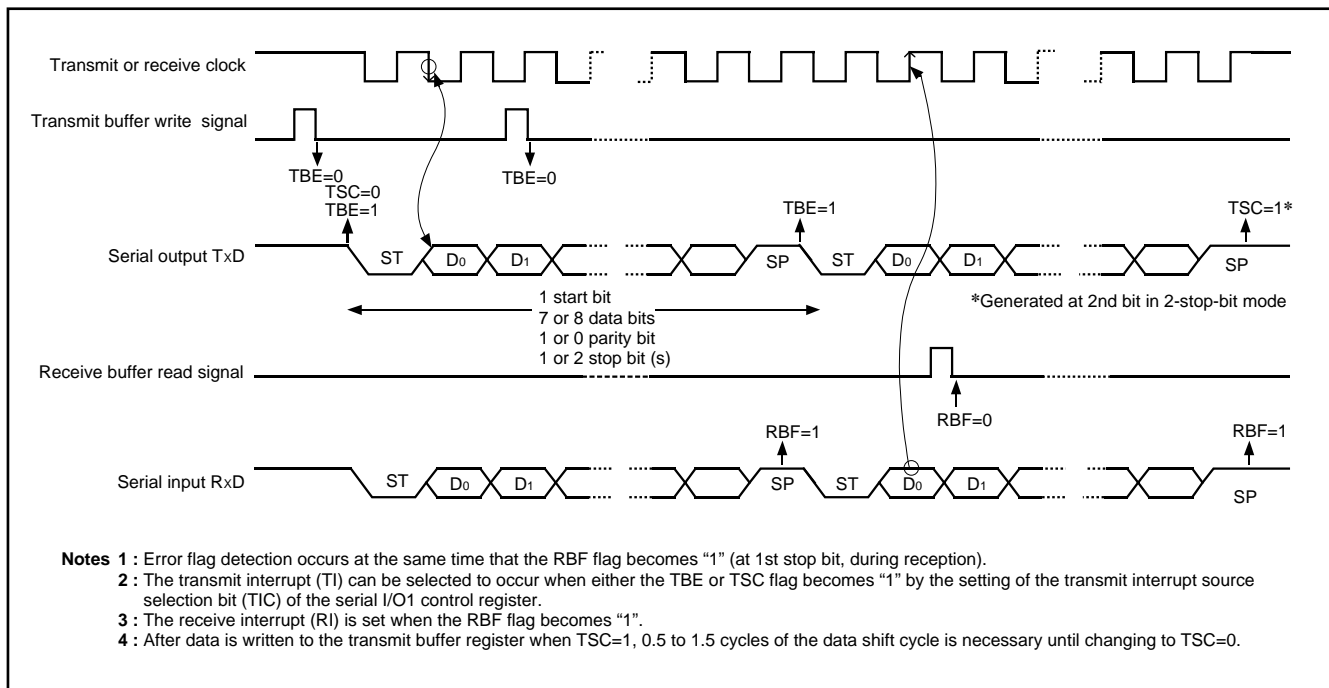 Transmit or receive clock
Transmit buffer write signal
TBE=0
TBE=0
TSC=0
TBE=1
TBE=1
TSC=1*
Serial output TxD
ST
D0
D1
SP
ST
D0
D1
SP
1 start bit
7 or 8 data bits
1 or 0 parity bit
1 or 2 stop bit (s)
*Generated at 2nd bit in 2-stop-bit mode
Receive buffer read signal
RBF=0
RBF=1
RBF=1
Serial input RxD
ST
D0
D1
SP
ST
D0
D1
SP
Notes 1 : Error flag detection occurs at the same time that the RBF flag becomes “1” (at 1st stop bit, during reception).
2 : The transmit interrupt (TI) can be selected to occur when either the TBE or TSC flag becomes “1” by the setting of the transmit interrupt source
selection bit (TIC) of the serial I/O1 control register.
3 : The receive interrupt (RI) is set when the RBF flag becomes “1”.
4 : After data is written to the transmit buffer register when TSC=1, 0.5 to 1.5 cycles of the data shift cycle is necessary until changing to TSC=0.